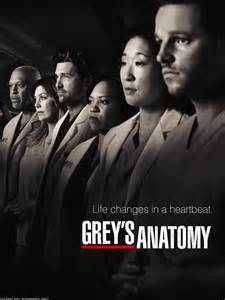 Life changes in a heartbeat.
GREY'S ANATOMY